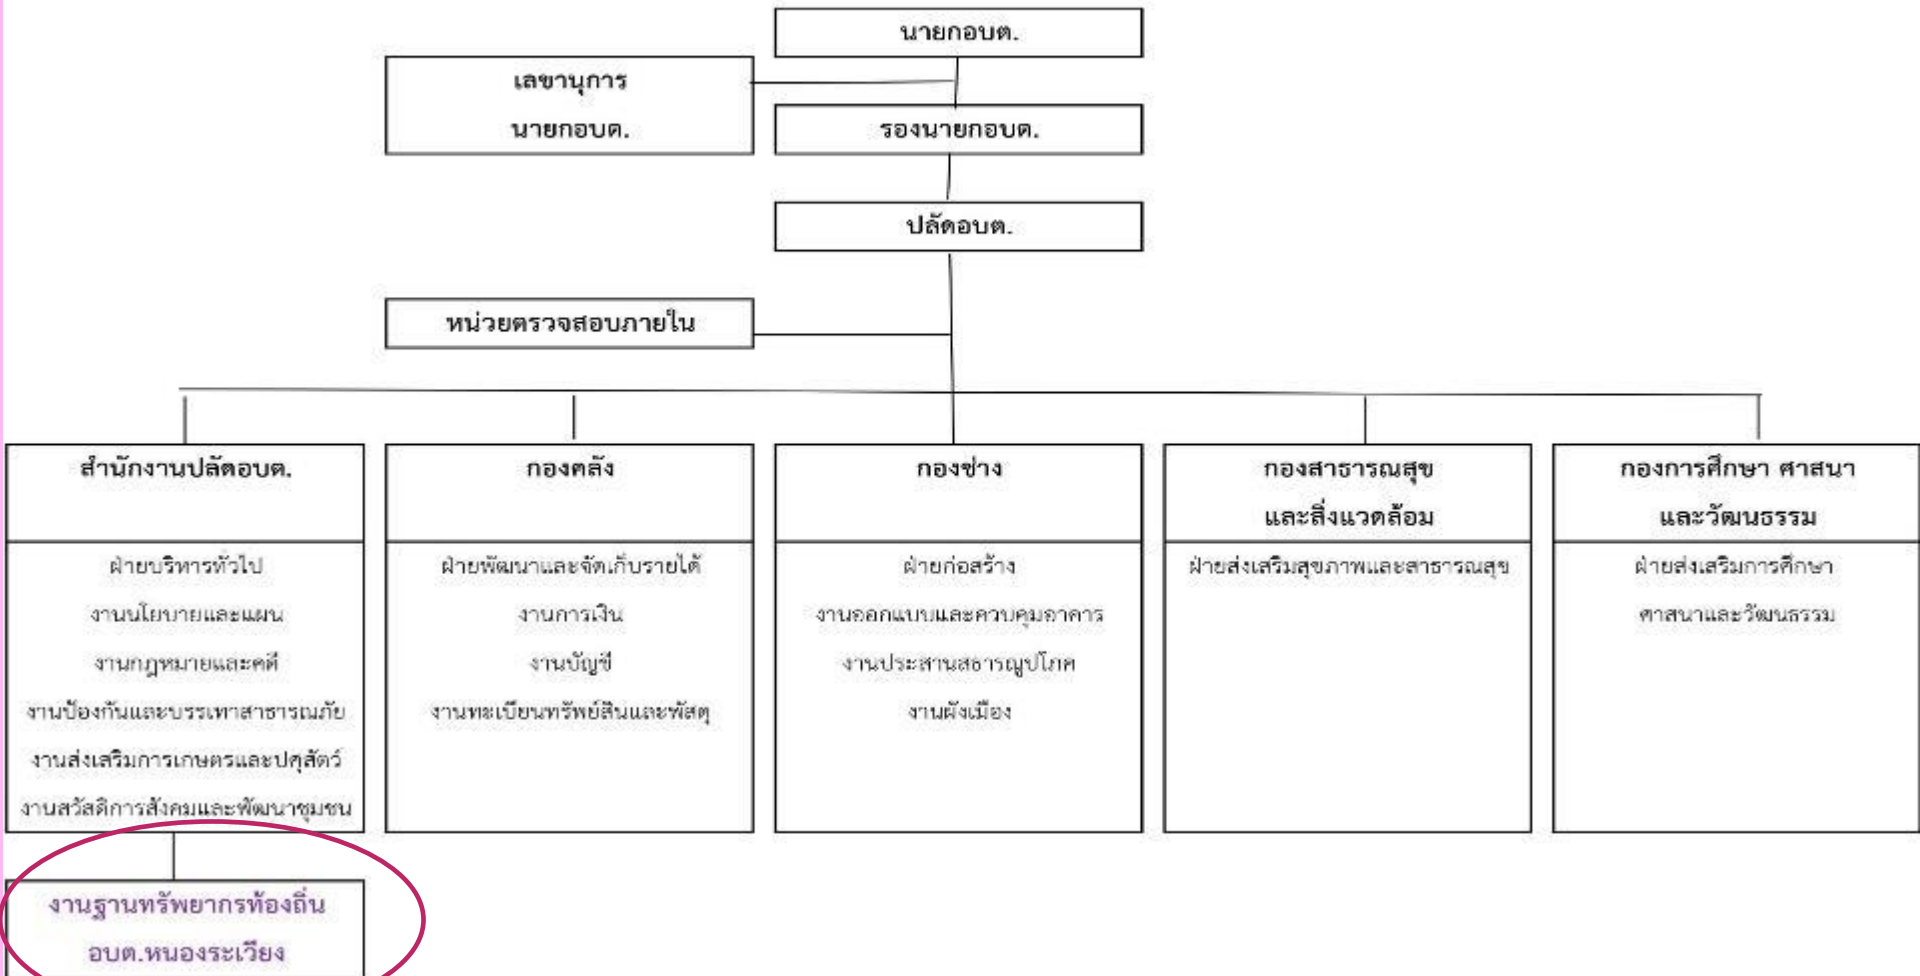 นายกอบต.
เลขานุการ
นายกอบต.
รองนายกอบต.
ปลัดอบต.
หน่วยตรวจสอบภายใน
สำนักงานปลัดอบต.
ฝ่ายบริหารทั่วไป
งานนโยบายและแผน
งานกฎหมายและคดี
งานป้องกันและบรรเทาสาธารณภัย
งานส่งเสริมการเกษตรและปศุสัตว์
งานสวัสดิการสังคมและพัฒนาชุมชน
งานฐานทรัพยากรท้องถิ่น
อบต.หนองระเวียง
กองคลัง
ฝ่ายพัฒนาและจัดเก็บรายได้
งานการเงิน
งานบัญชี
งานทะเบียนทรัพย์สินและพัสดุ
กองช่าง
ฝ่ายก่อสร้าง
งานออกแบบและควบคุมอาคาร
งานประสานสธารณูปโภค
งานผังเมือง
กองสาธารณสุข
และสิ่งแวดล้อม
ฝ่ายส่งเสริมสุขภาพและสาธารณสุข
กองการศึกษา ศาสนา
และวัฒนธรรม
ฝ่ายส่งเสริมการศึกษา
ศาสนาและวัฒนธรรม